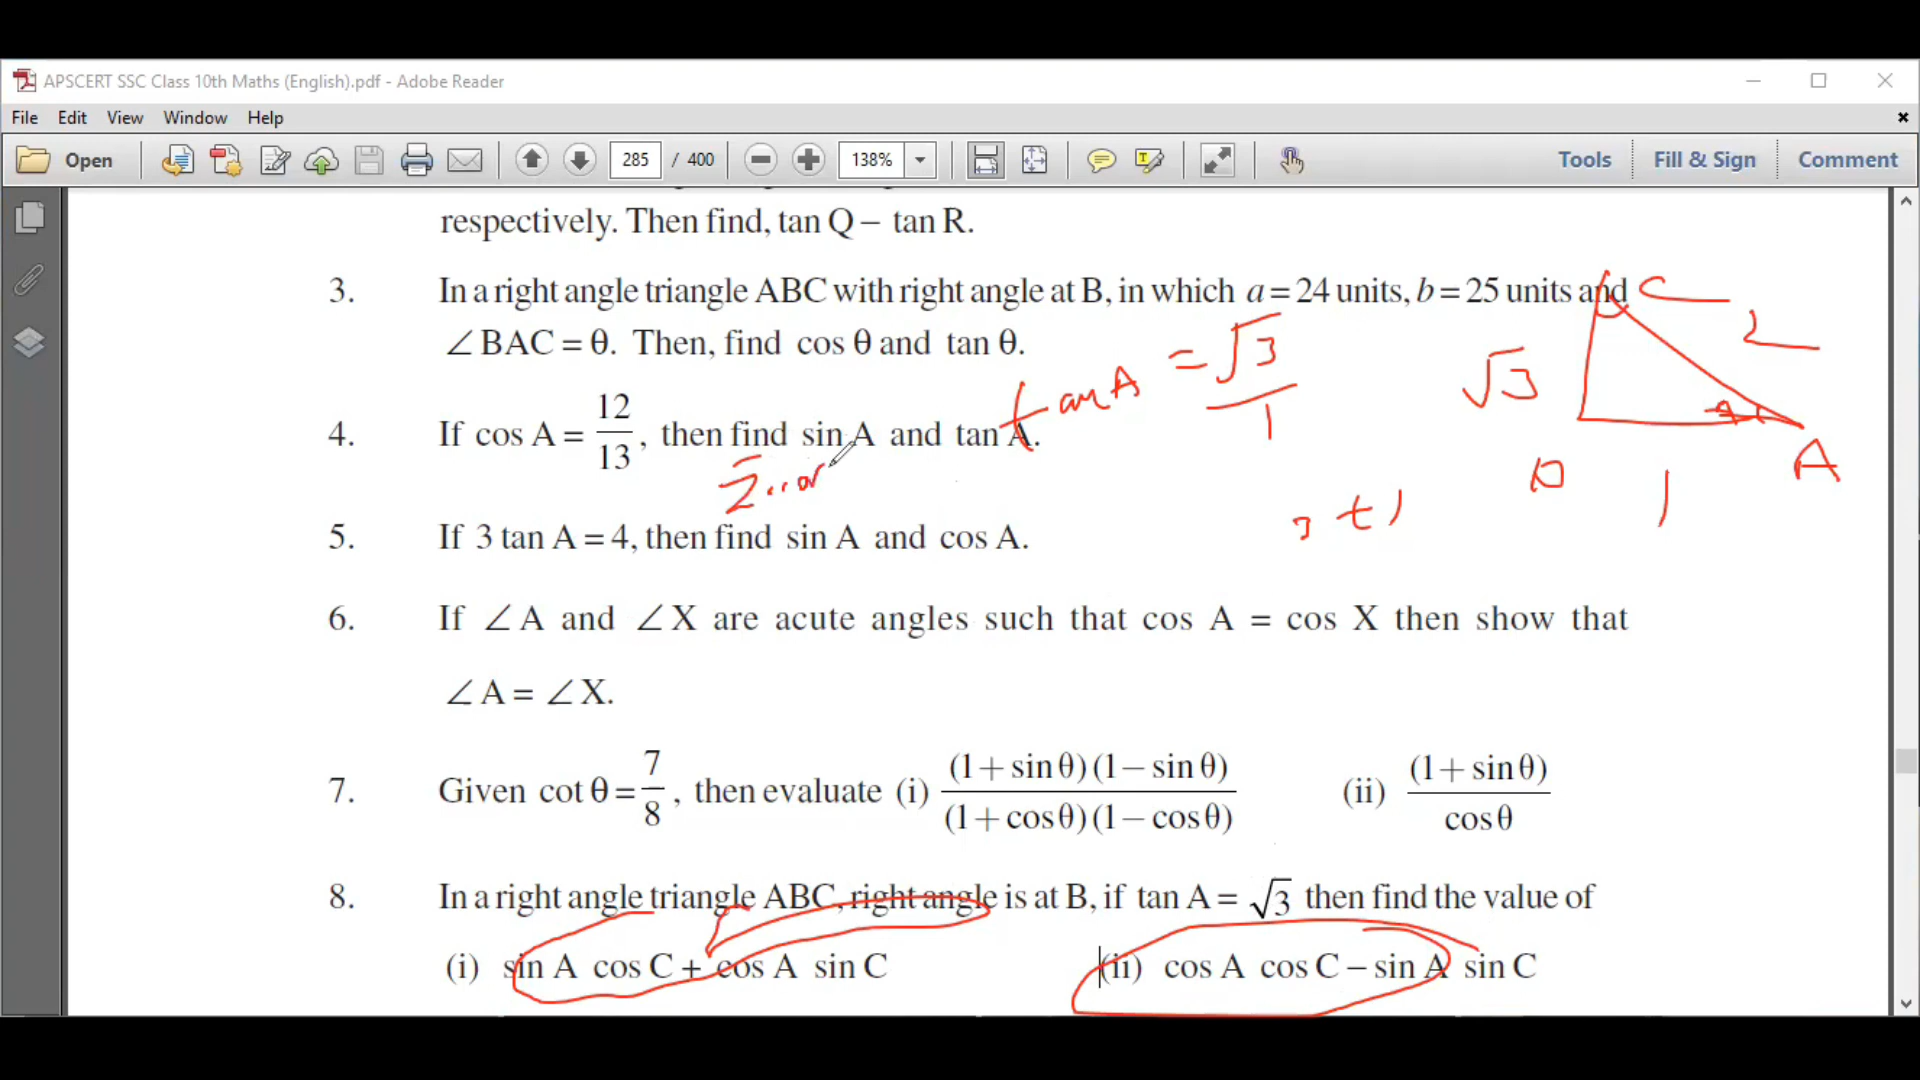 APSCERT SSC Class 10th Maths (English).pdf - Adobe Reader
File Edit View Window Help
Open 285 / 400 138% Tools Fill & Sign Comment
respectively. Then find, tan Q – tan R.
3. In a right angle triangle ABC with right angle at B, in which a = 24 units, b = 25 units and
∠ BAC = θ. Then, find cos θ and tan θ.
4. If cos A = 12/13, then find sin A and tan A.
tan A = √3/1
C
2
√3
A
1
5. If 3 tan A = 4, then find sin A and cos A.
6. If ∠ A and ∠ X are acute angles such that cos A = cos X then show that
∠ A = ∠ X.
7. Given cot θ = 7/8, then evaluate (i) (1+sin θ)(1–sin θ)/(1+cos θ)(1–cos θ) (ii) (1+sin θ)/cos θ
8. In a right angle triangle ABC, right angle is at B, if tan A = √3 then find the value of
(i) sin A cos C + cos A sin C (ii) cos A cos C – sin A sin C